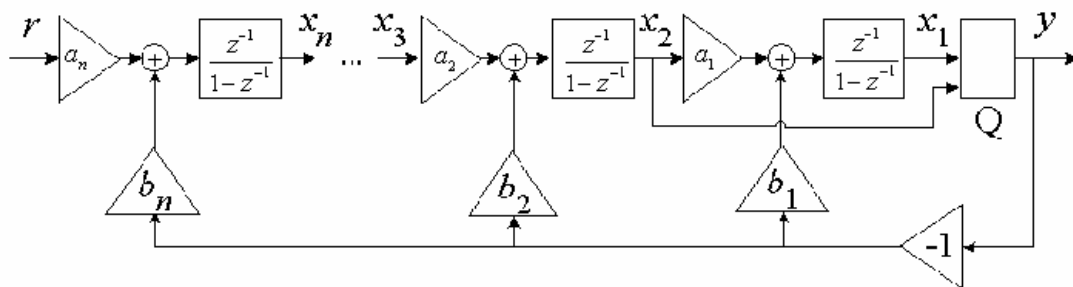 r
a_n
+
z^{-1}
1-z^{-1}
x_n
...
x_3
a_2
+
z^{-1}
1-z^{-1}
x_2
a_1
+
z^{-1}
1-z^{-1}
x_1
Q
y
b_n
b_2
b_1
-1